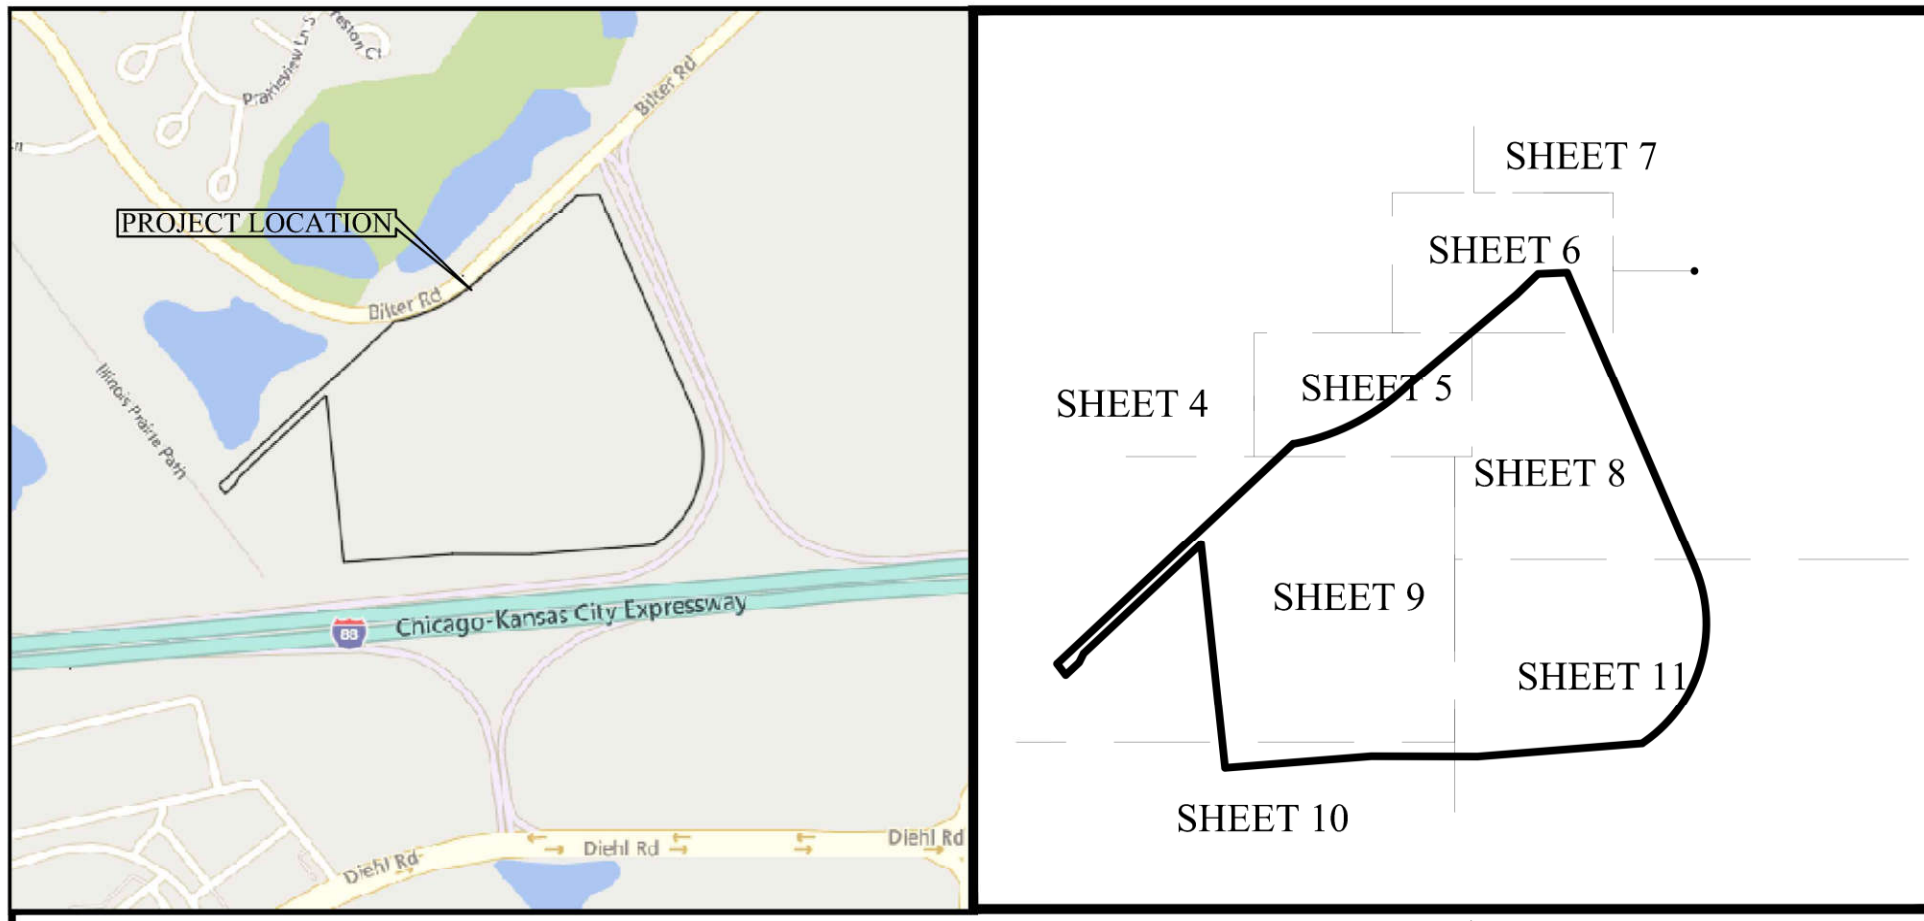 Prairieview Ln S
reston Ct
Bilter Rd
n
PROJECT LOCATION
Bilter Rd
Illinois Prairie Path
88
Chicago-Kansas City Expressway
Diehl Rd
Diehl Rd
Diehl Rd
SHEET 7
SHEET 6
SHEET 5
SHEET 4
SHEET 8
SHEET 9
SHEET 11
SHEET 10